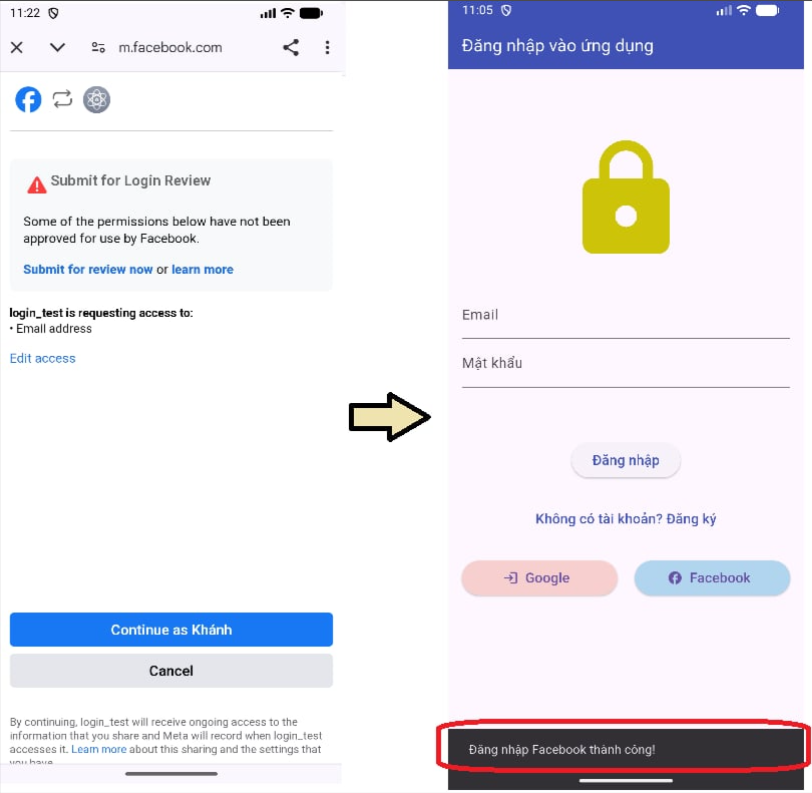 11:22
m.facebook.com
Submit for Login Review
Some of the permissions below have not been
approved for use by Facebook.
Submit for review now or learn more
login_test is requesting access to:
• Email address
Edit access
Continue as Khánh
Cancel
By continuing, login_test will receive ongoing access to the
information that you share and Meta will record when login_test
accesses it. Learn more about this sharing and the settings that
you have.
11:05
Đăng nhập vào ứng dụng
Email
Mật khẩu
Đăng nhập
Không có tài khoản? Đăng ký
Google
Facebook
Đăng nhập Facebook thành công!